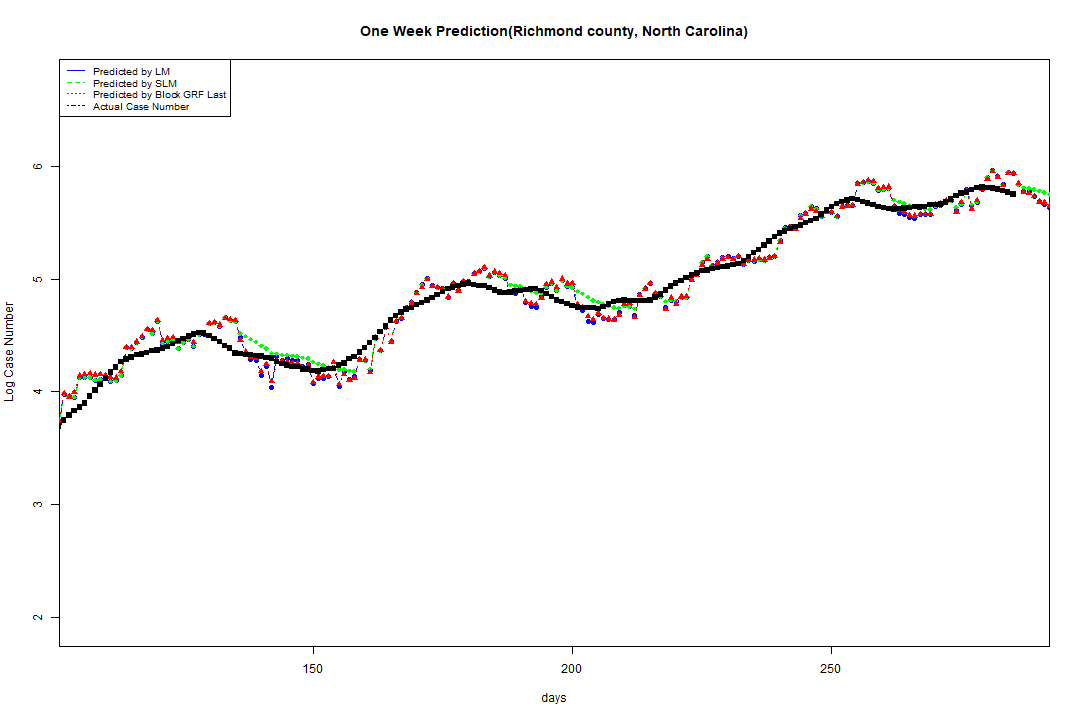 One Week Prediction(Richmond county, North Carolina)
Predicted by LM
Predicted by SLM
Predicted by Block GRF Last
Actual Case Number
6
5
4
3
2
Log Case Number
150
200
250
days